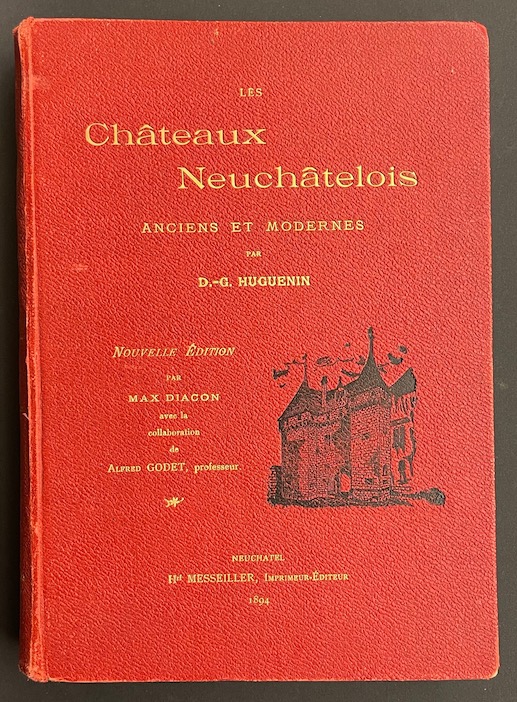 LES
Châteaux
Neuchâtelois
ANCIENS ET MODERNES
PAR
D.-G. HUGUENIN
NOUVELLE ÉDITION
PAR
MAX DIACON
avec la
collaboration
de
ALFRED GODET, professeur.
NEUCHATEL
Hri MESSEILLER, IMPRIMEUR-ÉDITEUR
1894